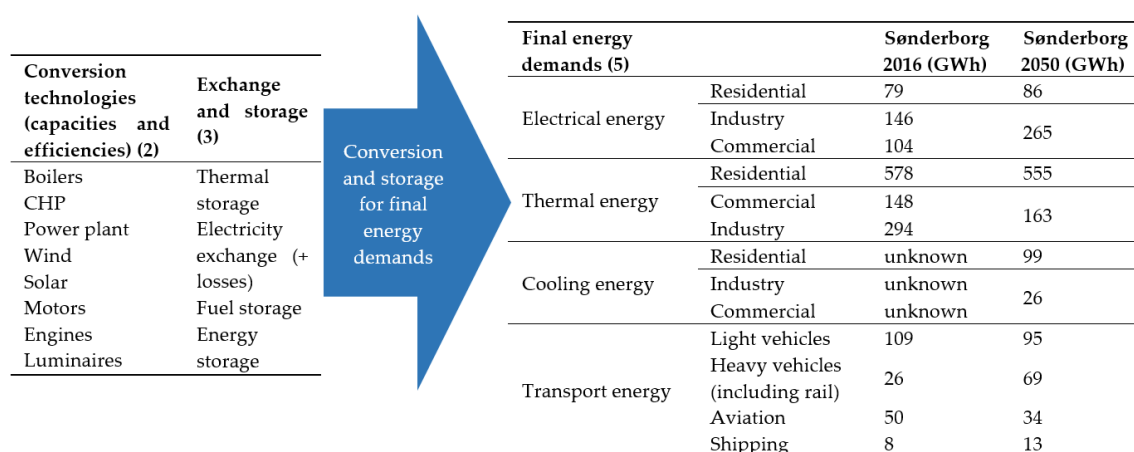 Conversion
technologies
(capacities and
efficiencies) (2)
Exchange
and storage
(3)
Boilers
CHP
Power plant
Wind
Solar
Motors
Engines
Luminaires
Thermal
storage
Electricity
exchange (+
losses)
Fuel storage
Energy
storage
Conversion
and storage
for final
energy
demands
Final energy
demands (5)
Sønderborg
2016 (GWh)
Sønderborg
2050 (GWh)
Electrical energy
Residential 79 86
Industry 146
265
Commercial 104
Thermal energy
Residential 578 555
Commercial 148
163
Industry 294
Cooling energy
Residential unknown 99
Industry unknown
26
Commercial unknown
Transport energy
Light vehicles 109 95
Heavy vehicles
(including rail) 26 69
Aviation 50 34
Shipping 8 13